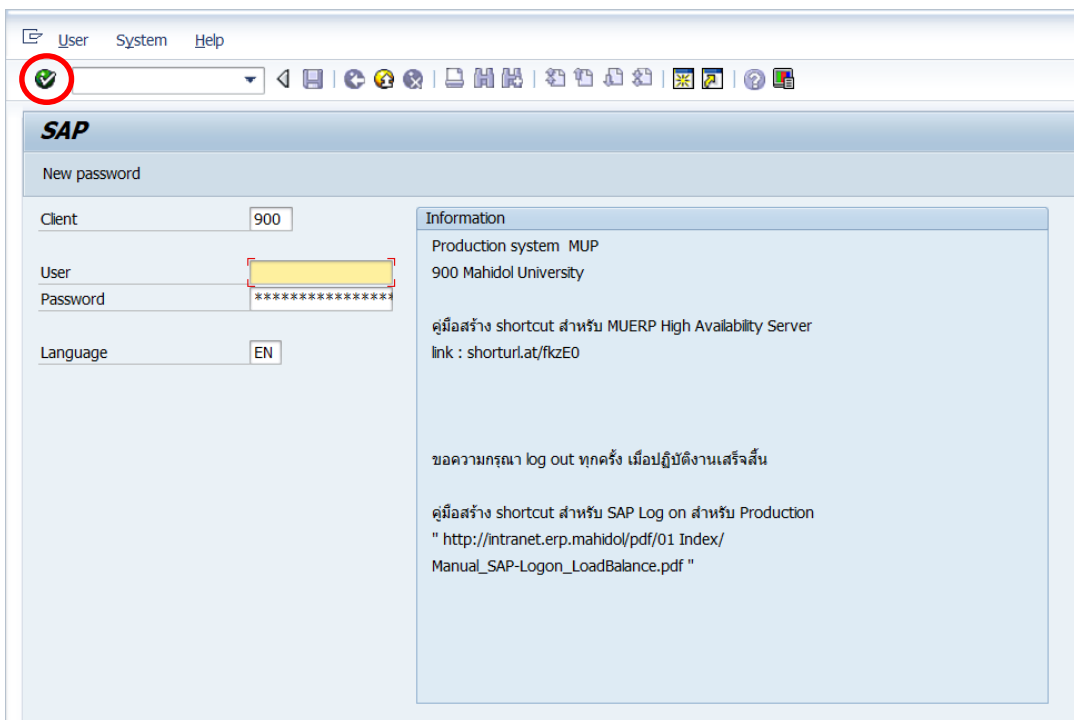 User System Help
SAP
New password
Client 900
User
Password ****************
Language EN
Information
Production system MUP
900 Mahidol University
คู่มือสร้าง shortcut สำหรับ MUERP High Availability Server
link : shorturl.at/fkzE0
ขอความกรุณา log out ทุกครั้ง เมื่อปฏิบัติงานเสร็จสิ้น
คู่มือสร้าง shortcut สำหรับ SAP Log on สำหรับ Production
" http://intranet.erp.mahidol/pdf/01 Index/
Manual_SAP-Logon_LoadBalance.pdf "